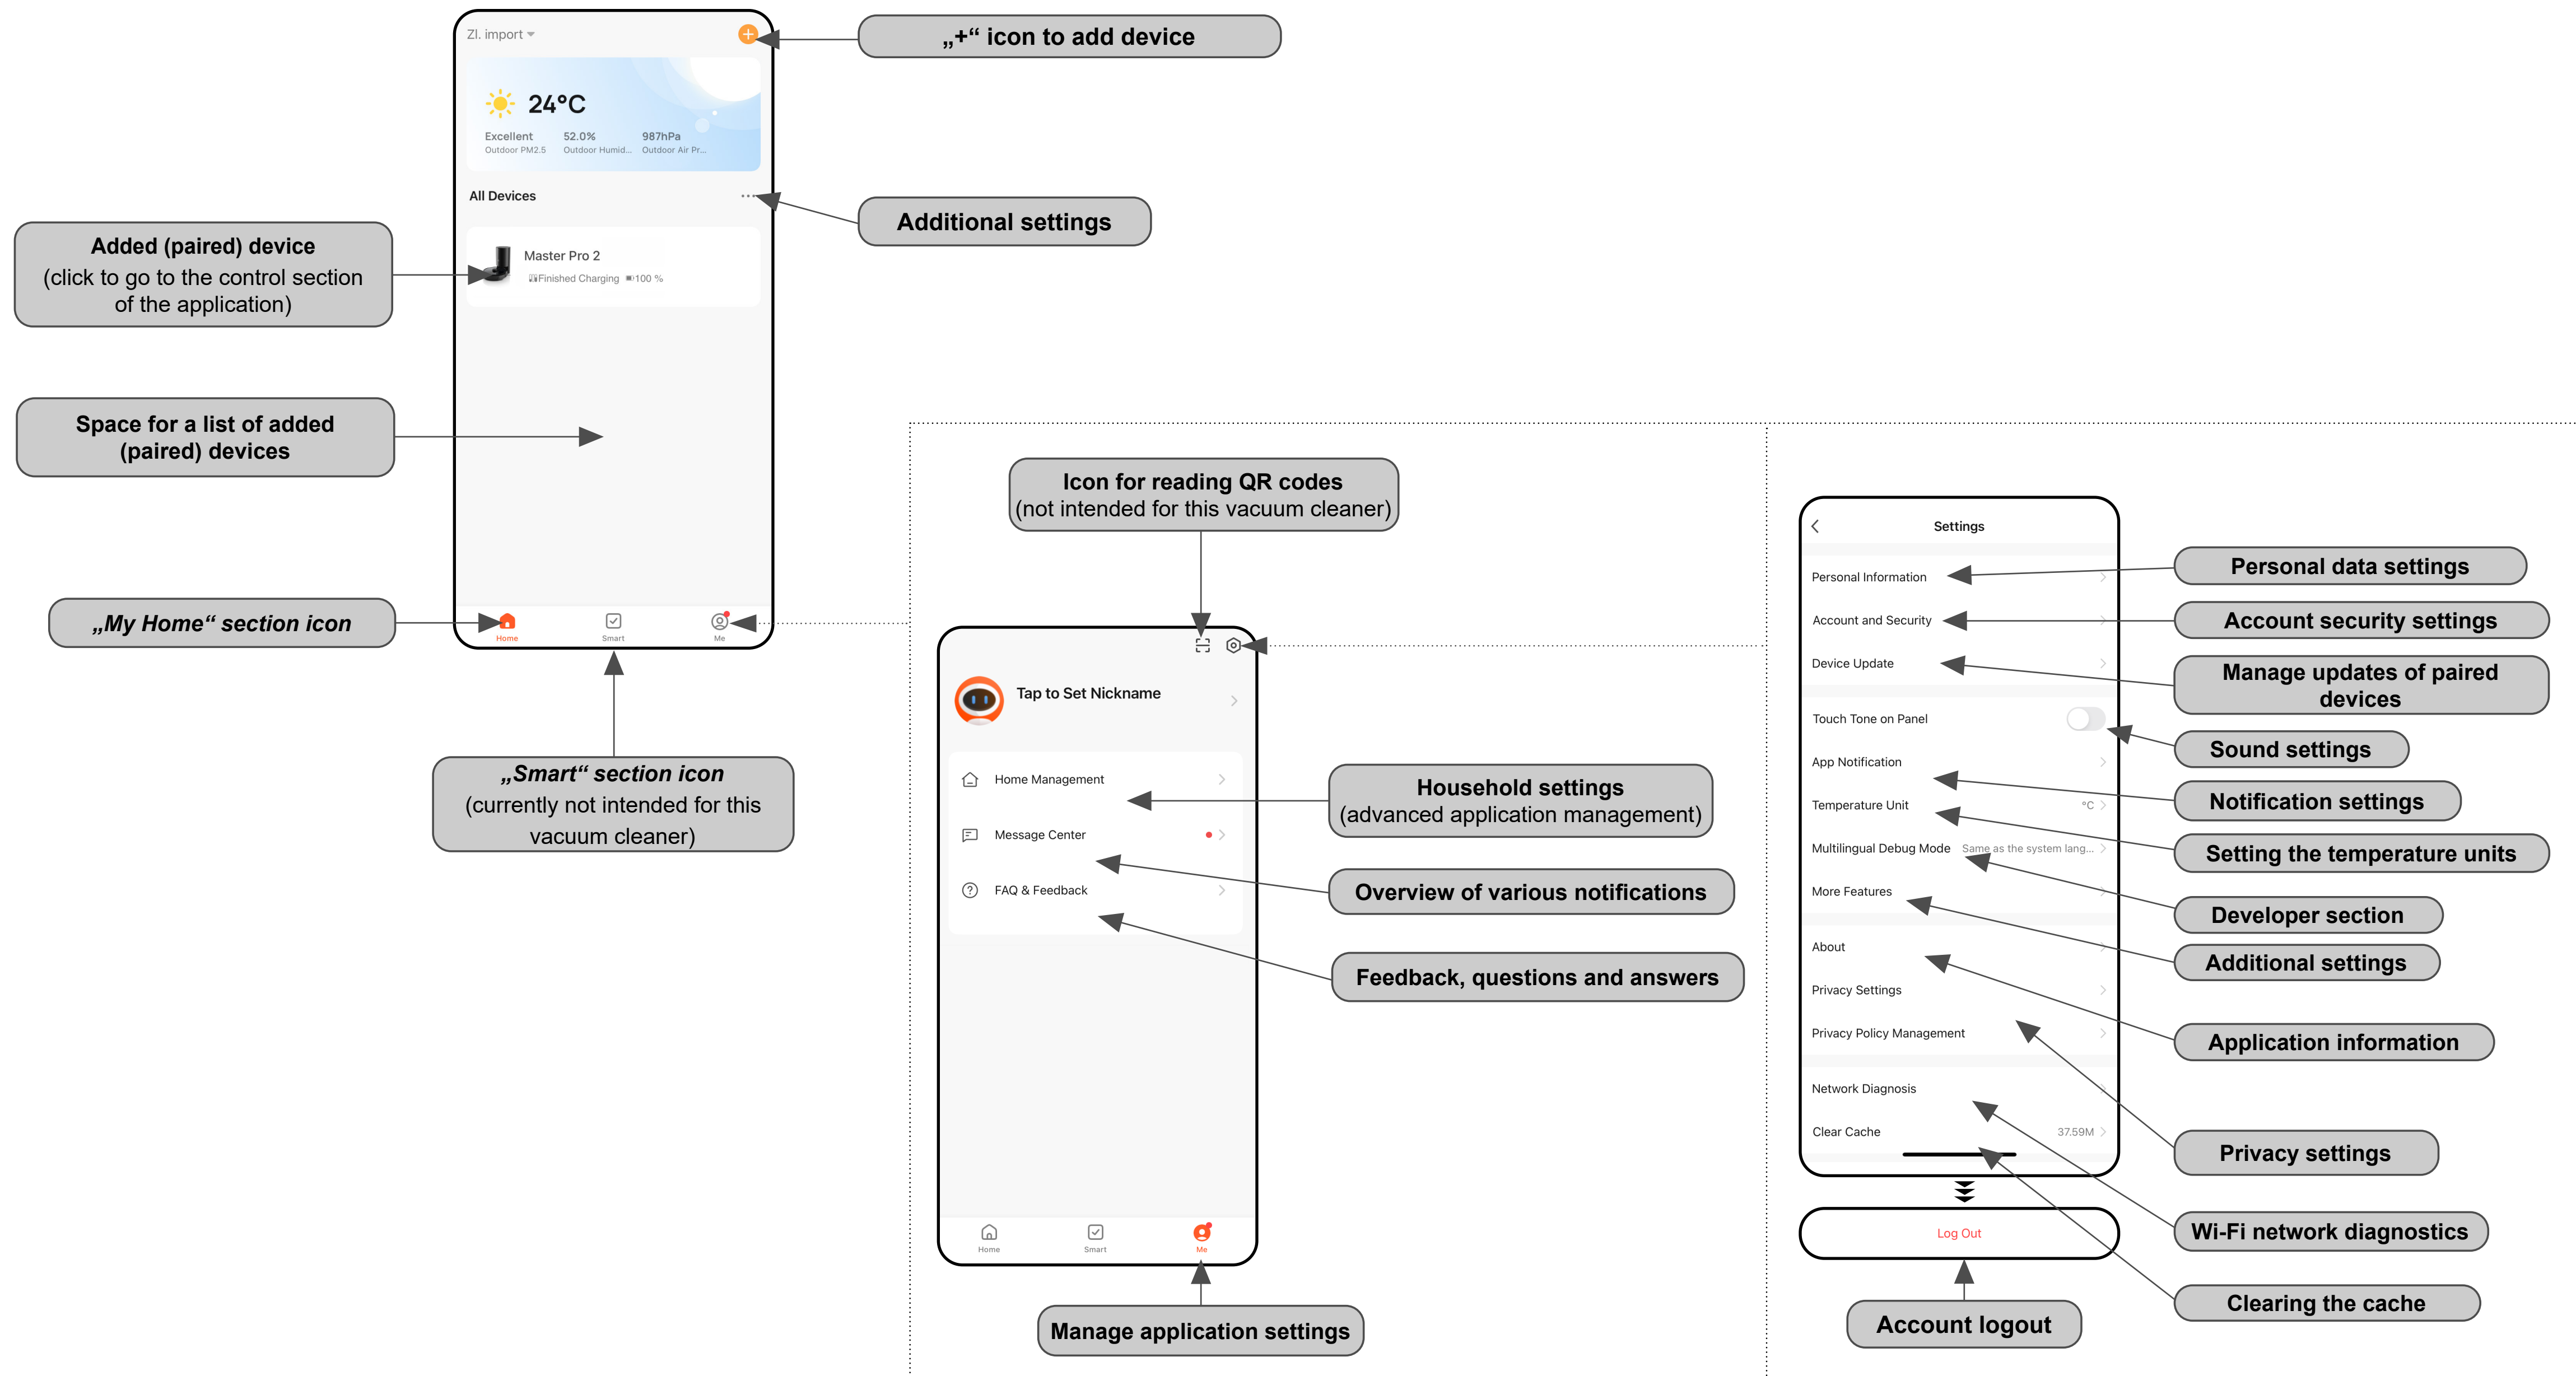 Zl. import
„+“ icon to add device
24°C
Excellent 52.0% 987hPa
Outdoor PM2.5 Outdoor Humid... Outdoor Air Pr...
All Devices
Additional settings
Added (paired) device
(click to go to the control section
of the application)
Master Pro 2
Finished Charging 100 %
Space for a list of added
(paired) devices
„My Home“ section icon
Home Smart Me
„Smart“ section icon
(currently not intended for this
vacuum cleaner)
Icon for reading QR codes
(not intended for this vacuum cleaner)
Tap to Set Nickname
Home Management
Message Center
FAQ & Feedback
Household settings
(advanced application management)
Overview of various notifications
Feedback, questions and answers
Home Smart Me
Manage application settings
Settings
Personal Information
Account and Security
Device Update
Touch Tone on Panel
App Notification
Temperature Unit °C
Multilingual Debug Mode Same as the system lang...
More Features
About
Privacy Settings
Privacy Policy Management
Network Diagnosis
Clear Cache 37.59M
Log Out
Account logout
Personal data settings
Account security settings
Manage updates of paired
devices
Sound settings
Notification settings
Setting the temperature units
Developer section
Additional settings
Application information
Privacy settings
Wi-Fi network diagnostics
Clearing the cache